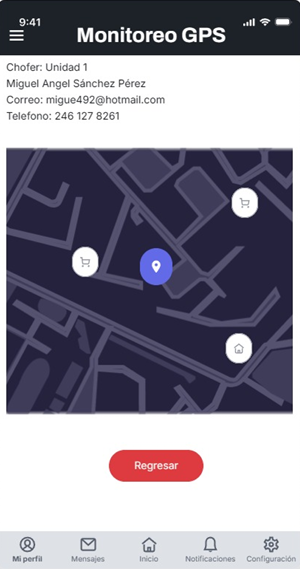 9:41
Monitoreo GPS
Chofer: Unidad 1
Miguel Angel Sánchez Pérez
Correo: migue492@hotmail.com
Telefono: 246 127 8261
Regresar
Mi perfil
Mensajes
Inicio
Notificaciones
Configuración